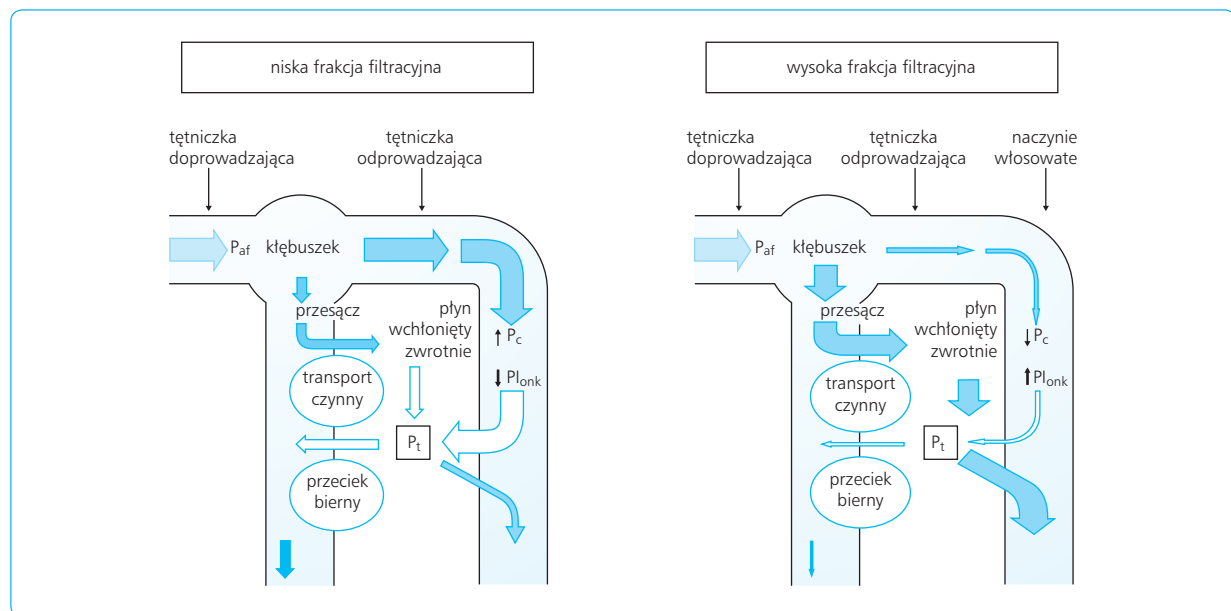 niska frakcja filtracyjna
tętniczka
doprowadzająca
tętniczka
odprowadzająca
Paf
kłębuszek
przesącz
płyn
wchłonięty
zwrotnie
Pc
PIonk
transport
czynny
Pt
przeciek
bierny
wysoka frakcja filtracyjna
tętniczka
doprowadzająca
tętniczka
odprowadzająca
naczynie
włosowate
Paf
kłębuszek
przesącz
płyn
wchłonięty
zwrotnie
Pc
PIonk
transport
czynny
Pt
przeciek
bierny